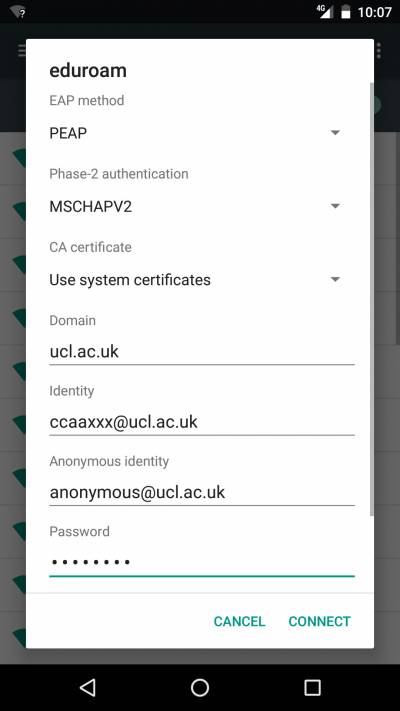 4G 10:07
eduroam
EAP method
PEAP
Phase-2 authentication
MSCHAPV2
CA certificate
Use system certificates
Domain
ucl.ac.uk
Identity
ccaaxxx@ucl.ac.uk
Anonymous identity
anonymous@ucl.ac.uk
Password
••••••••
CANCEL CONNECT